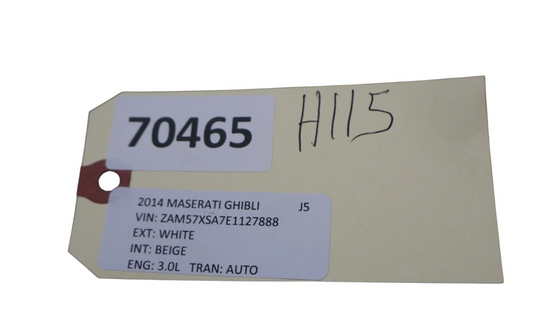 70465
H115
2014 MASERATI GHIBLI J5
VIN: ZAM57XSA7E1127888
EXT: WHITE
INT: BEIGE
ENG: 3.0L TRAN: AUTO